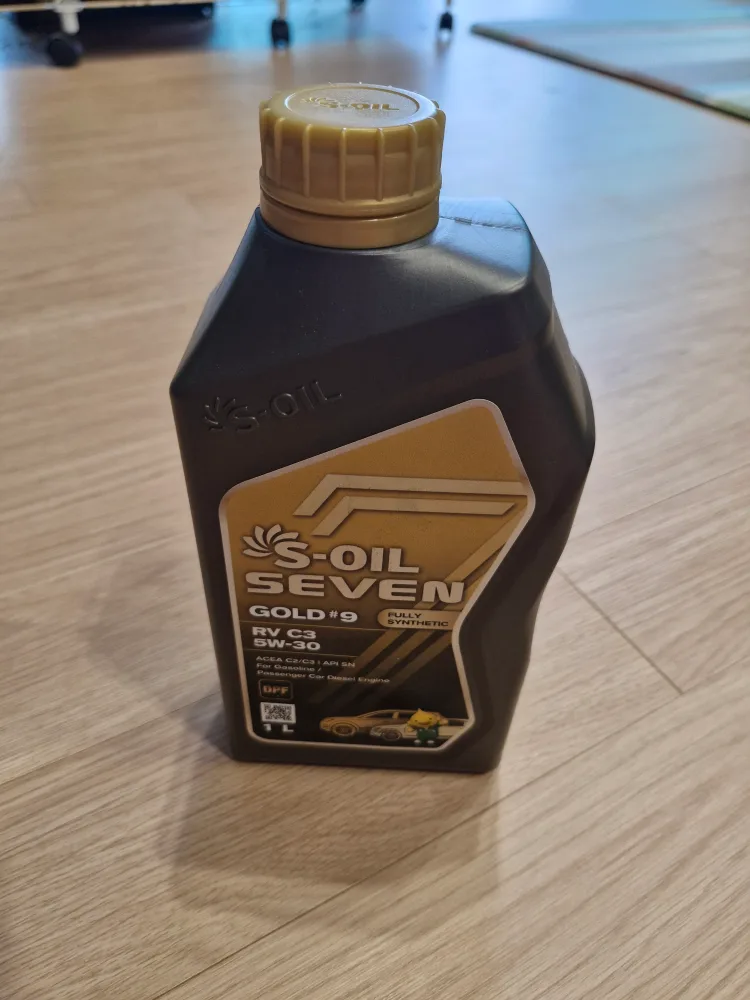 S-OIL
S-OIL
S-OIL
SEVEN
GOLD #9
FULLY
SYNTHETIC
RV C3
5W-30
ACEA C2/C3 | API SN
For Gasoline /
Passenger Car Diesel Engine
DPF
1 L